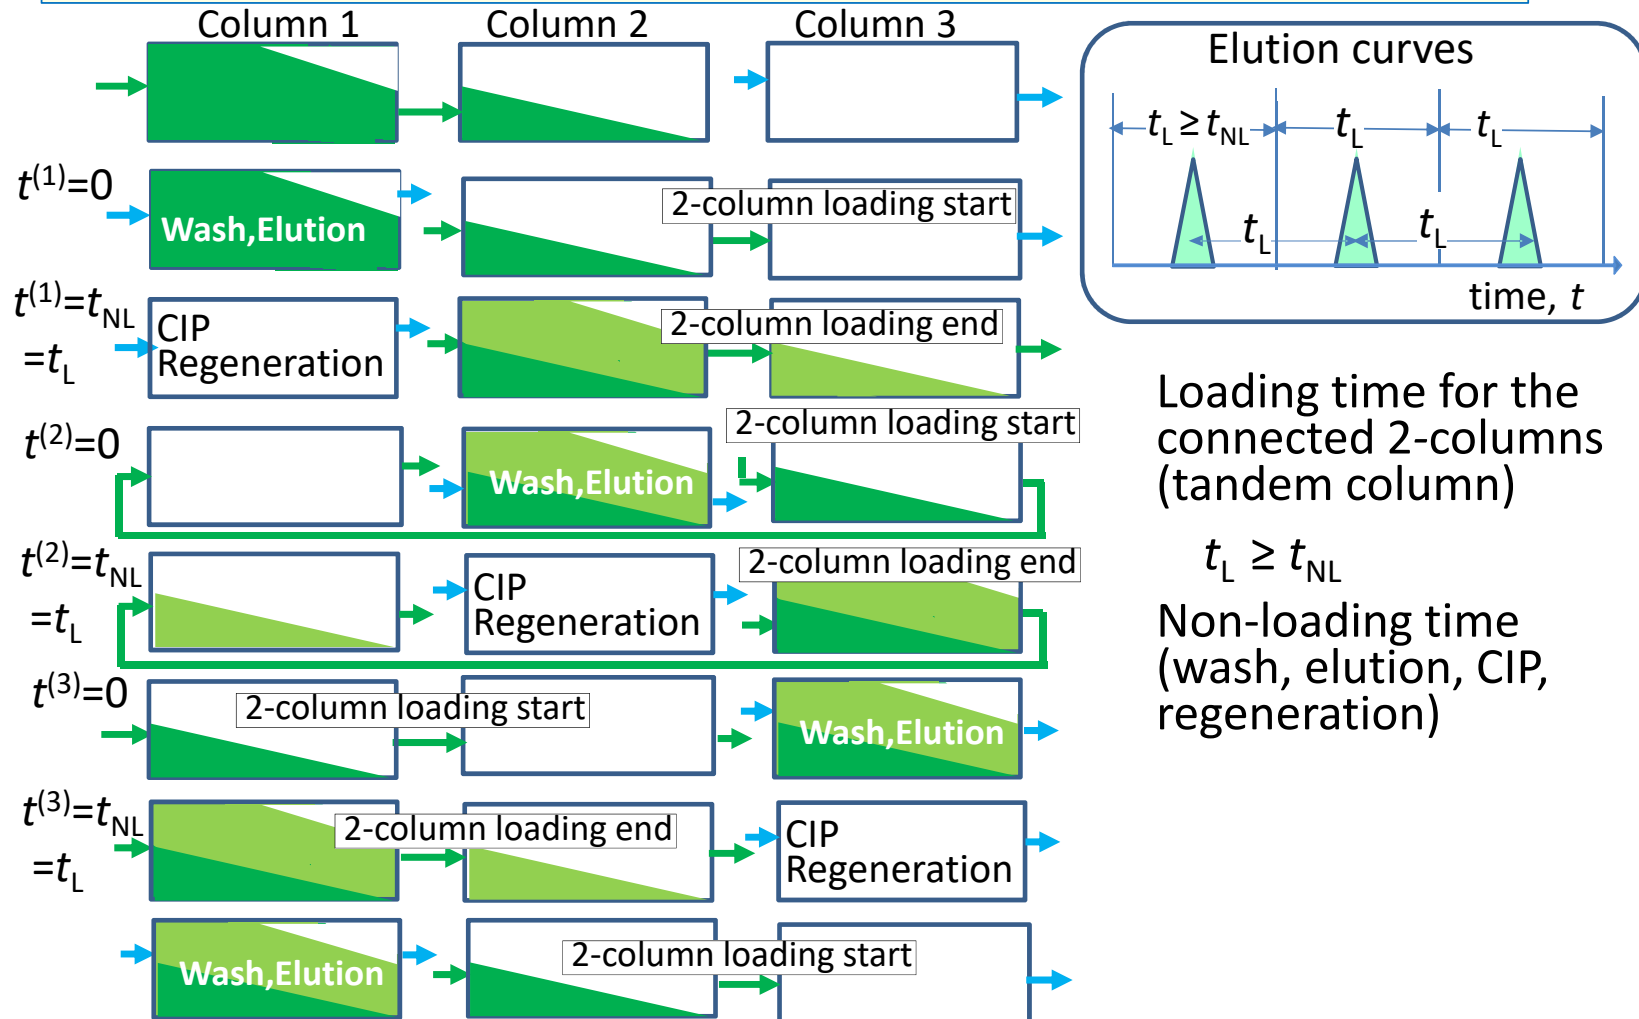 Column 1 Column 2 Column 3
t⁽¹⁾=0
Wash,Elution
2-column loading start
t⁽¹⁾=tNL
=tL
CIP
Regeneration
2-column loading end
t⁽²⁾=0
Wash,Elution
2-column loading start
t⁽²⁾=tNL
=tL
CIP
Regeneration
2-column loading end
t⁽³⁾=0
2-column loading start
Wash,Elution
t⁽³⁾=tNL
=tL
2-column loading end
CIP
Regeneration
Wash,Elution
2-column loading start
Elution curves
tL ≥ tNL tL tL
tL tL
time, t
Loading time for the
connected 2-columns
(tandem column)
tL ≥ tNL
Non-loading time
(wash, elution, CIP,
regeneration)